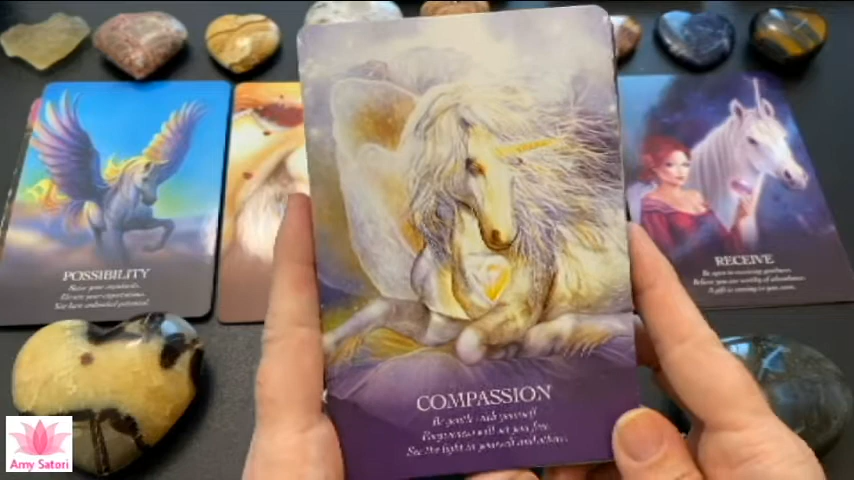 POSSIBILITY
Raise your standards.
Elevate your expectations.
You have unlimited potential.
COMPASSION
Be gentle with yourself.
Forgiveness will set you free.
See the light in yourself and others.
RECEIVE
Be open to receiving guidance.
Believe you are worthy of abundance.
A gift is coming to you soon.
Amy Satori